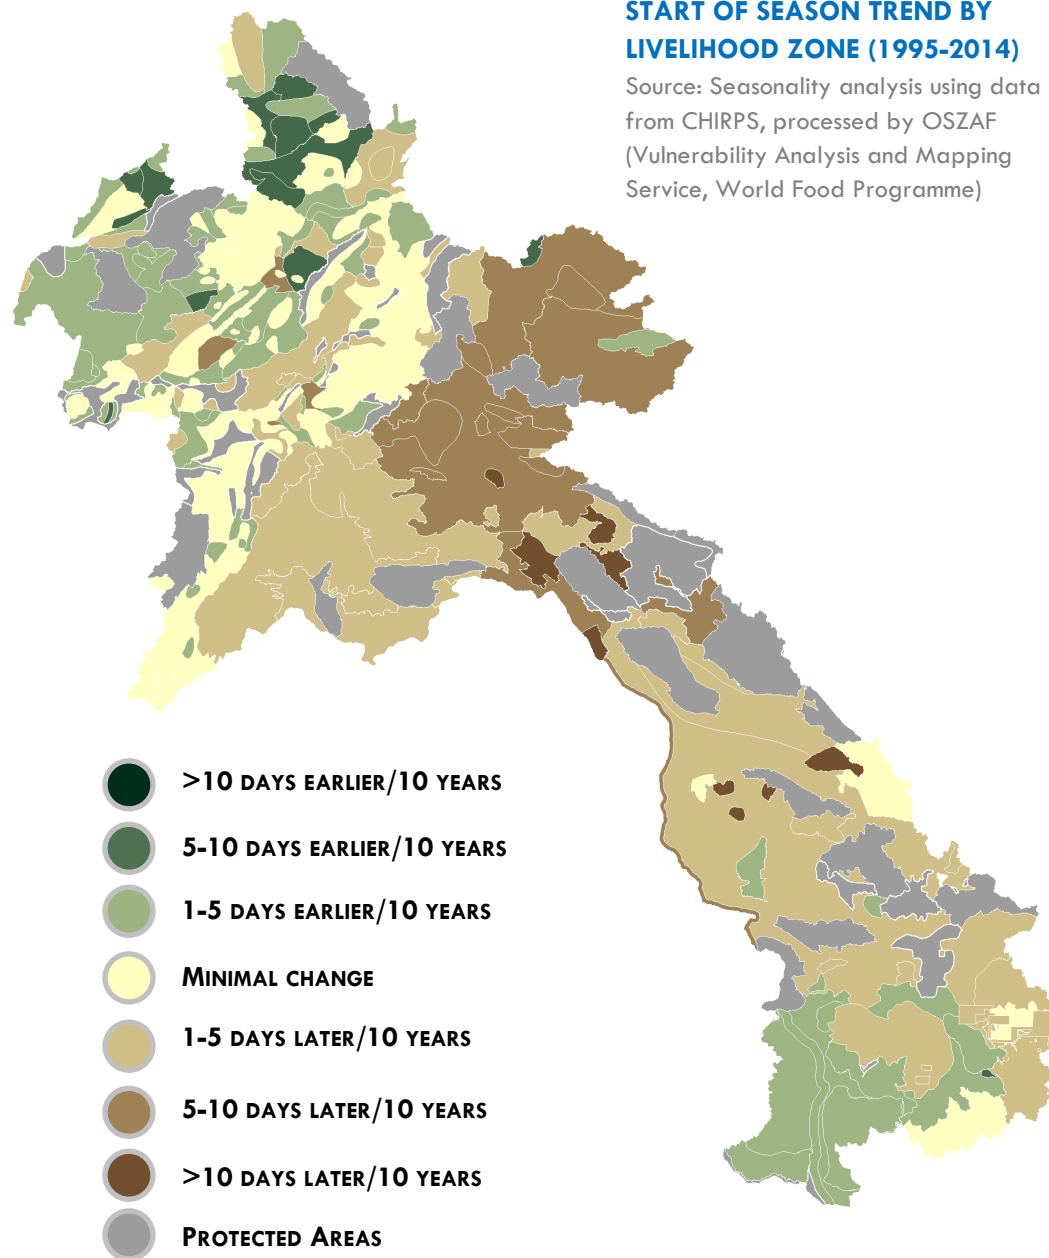 START OF SEASON TREND BY
LIVELIHOOD ZONE (1995-2014)
Source: Seasonality analysis using data
from CHIRPS, processed by OSZAF
(Vulnerability Analysis and Mapping
Service, World Food Programme)
>10 DAYS EARLIER/10 YEARS
5-10 DAYS EARLIER/10 YEARS
1-5 DAYS EARLIER/10 YEARS
MINIMAL CHANGE
1-5 DAYS LATER/10 YEARS
5-10 DAYS LATER/10 YEARS
>10 DAYS LATER/10 YEARS
PROTECTED AREAS